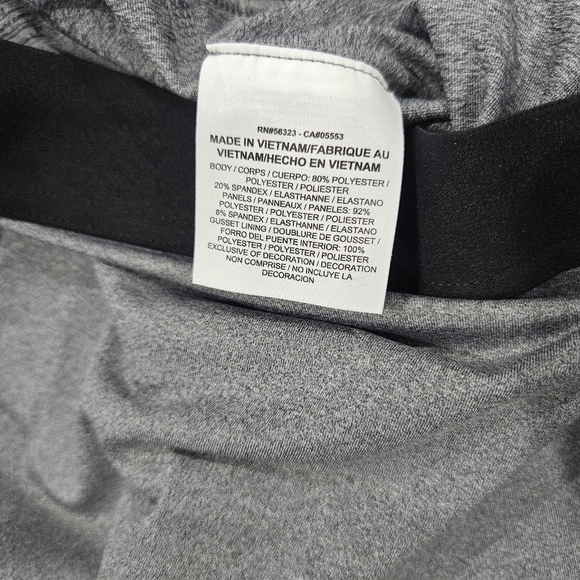 RN#56323 - CA#05553
MADE IN VIETNAM/FABRIQUE AU
VIETNAM/HECHO EN VIETNAM
BODY / CORPS / CUERPO: 80% POLYESTER /
POLYESTER / POLIESTER
20% SPANDEX / ELASTHANNE / ELASTANO
PANELS / PANNEAUX / PANELES: 92%
POLYESTER / POLYESTER / POLIESTER
8% SPANDEX / ELASTHANNE / ELASTANO
GUSSET LINING / DOUBLURE DE GOUSSET /
FORRO DEL PUENTE INTERIOR: 100%
POLYESTER / POLYESTER / POLIESTER
EXCLUSIVE OF DECORATION / DECORATION
NON COMPRISE / NO INCLUYE LA
DECORACION